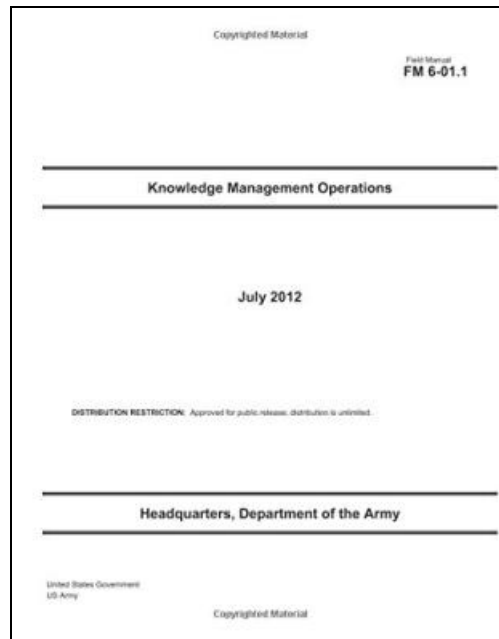 Copyrighted Material
Field Manual
FM 6-01.1
Knowledge Management Operations
July 2012
DISTRIBUTION RESTRICTION: Approved for public release; distribution is unlimited.
Headquarters, Department of the Army
United States Government
US Army
Copyrighted Material